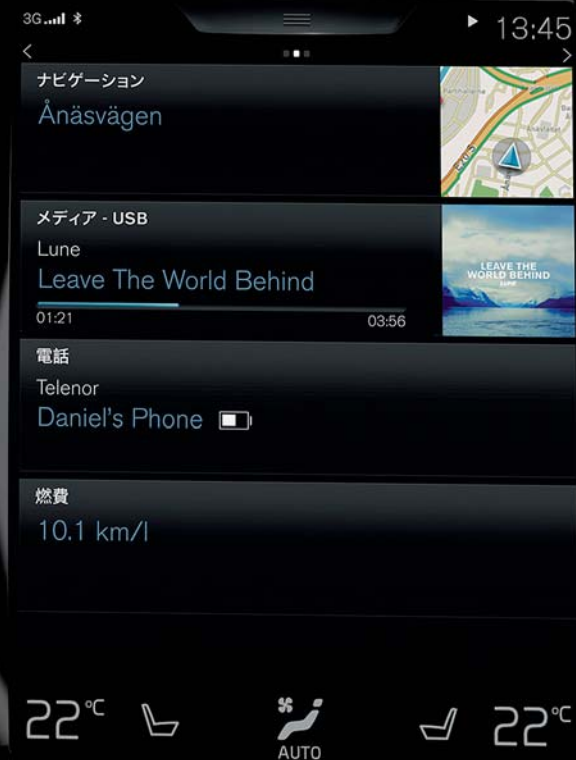 3G
13:45
ナビゲーション
Ånäsvägen
E20 S
メディア - USB
Lune
Leave The World Behind
01:21
03:56
LEAVE THE
WORLD BEHIND
LUNE
電話
Telenor
Daniel's Phone
燃費
10.1 km/l
22°C
AUTO
22°C